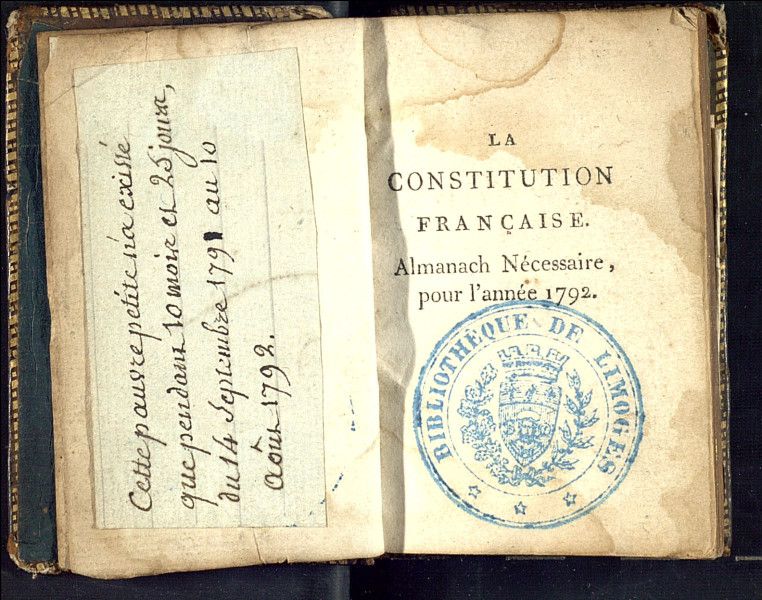 Cette pauvre petite n'a existé
que pendant 10 mois et 25 jours,
du 14 Septembre 1791 au 10
Août 1792.
LA
CONSTITUTION
FRANÇAISE.
Almanach Nécessaire,
pour l'année 1792.
BIBLIOTHÈQUE DE LIMOGES